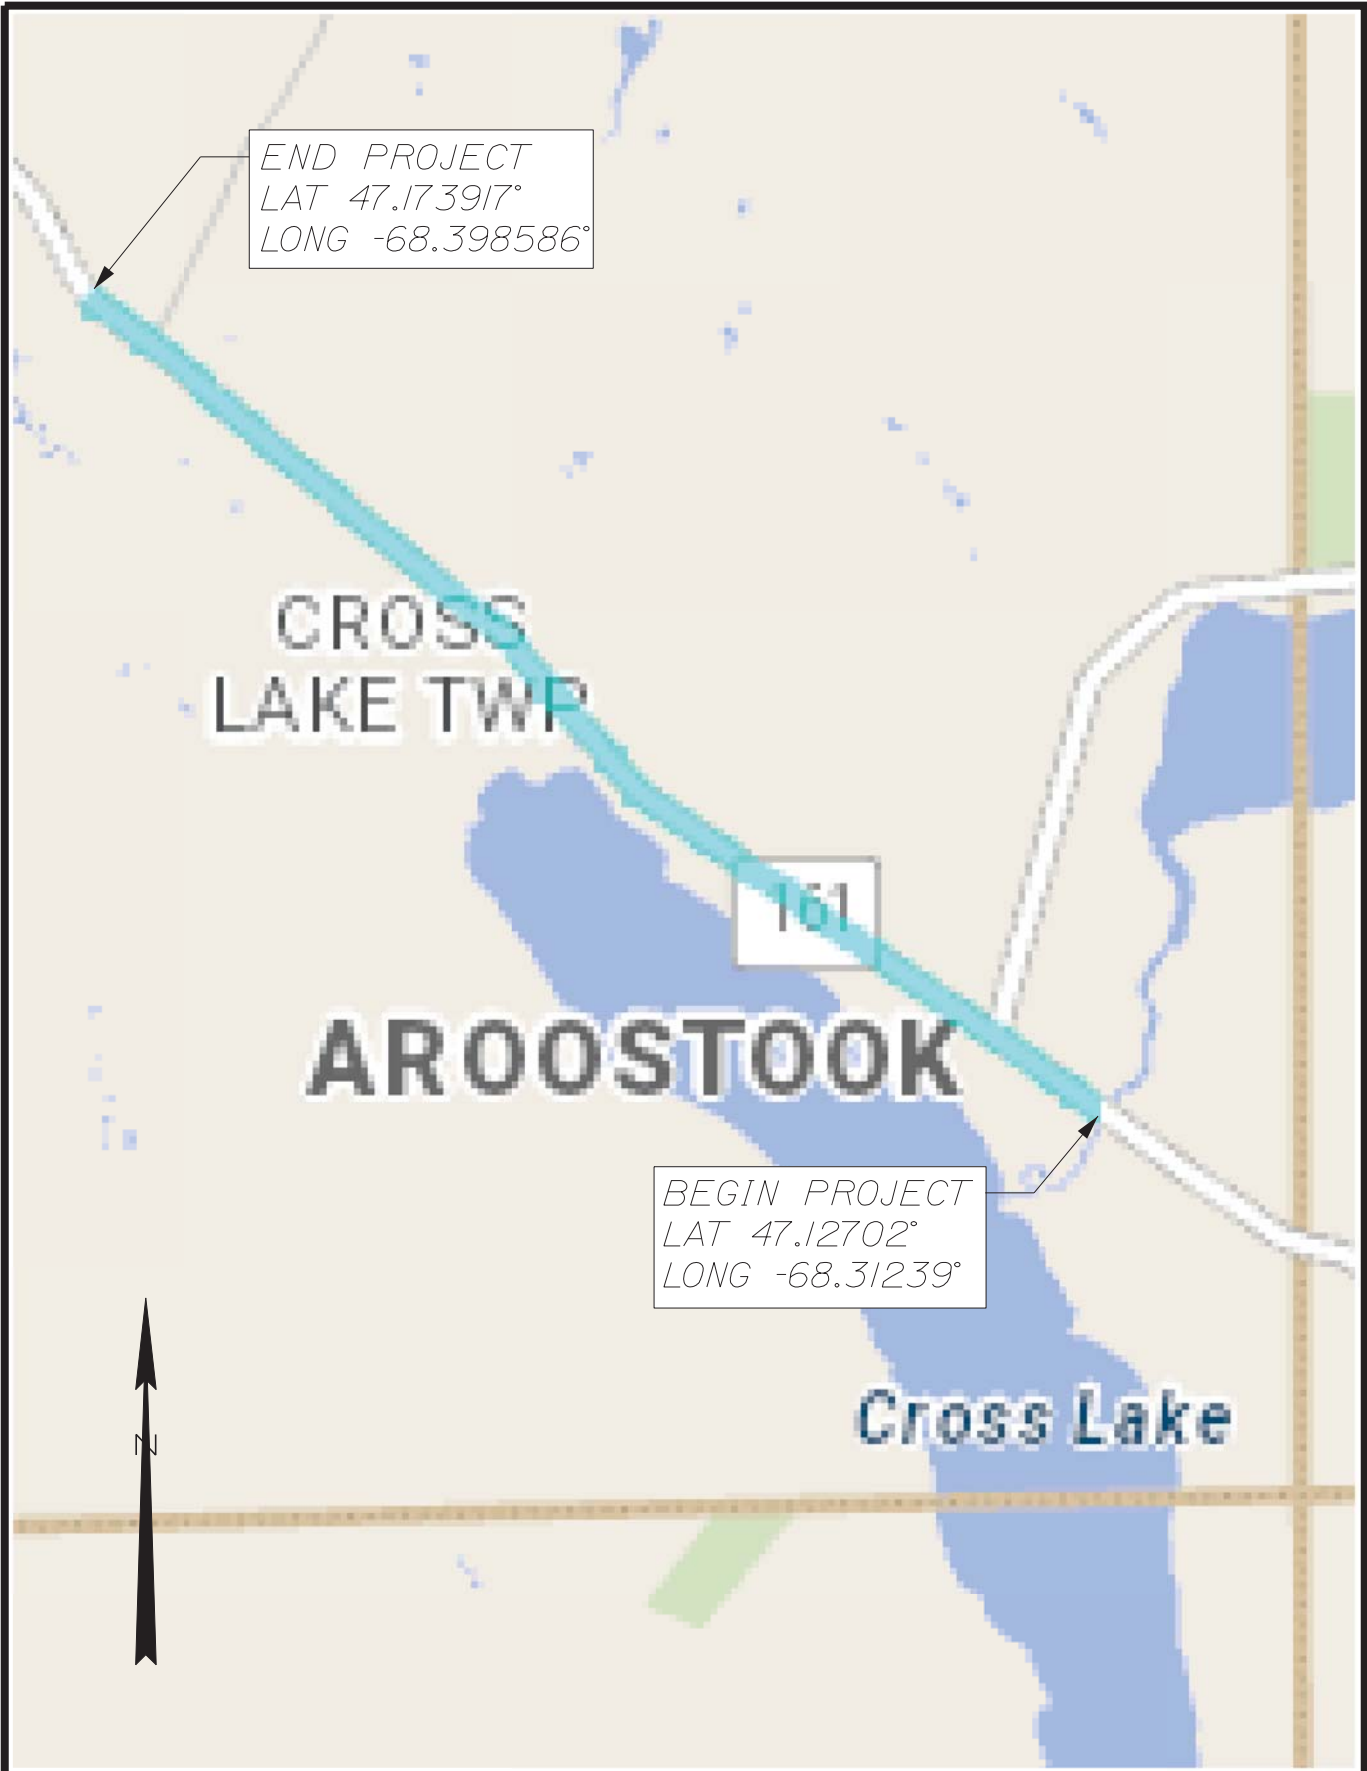 END PROJECT
LAT 47.173917°
LONG -68.398586°
CROSS
LAKE TWP
161
AROOSTOOK
BEGIN PROJECT
LAT 47.12702°
LONG -68.31239°
Cross Lake
N